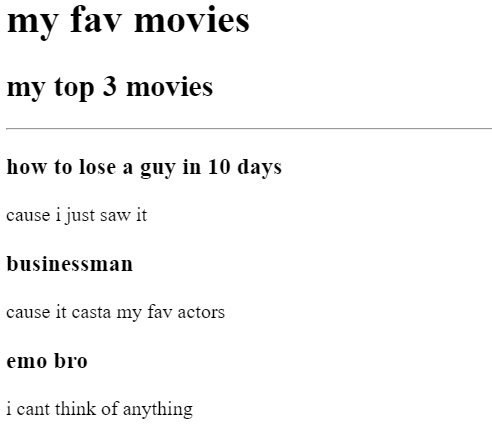 my fav movies
my top 3 movies
how to lose a guy in 10 days
cause i just saw it
businessman
cause it casta my fav actors
emo bro
i cant think of anything